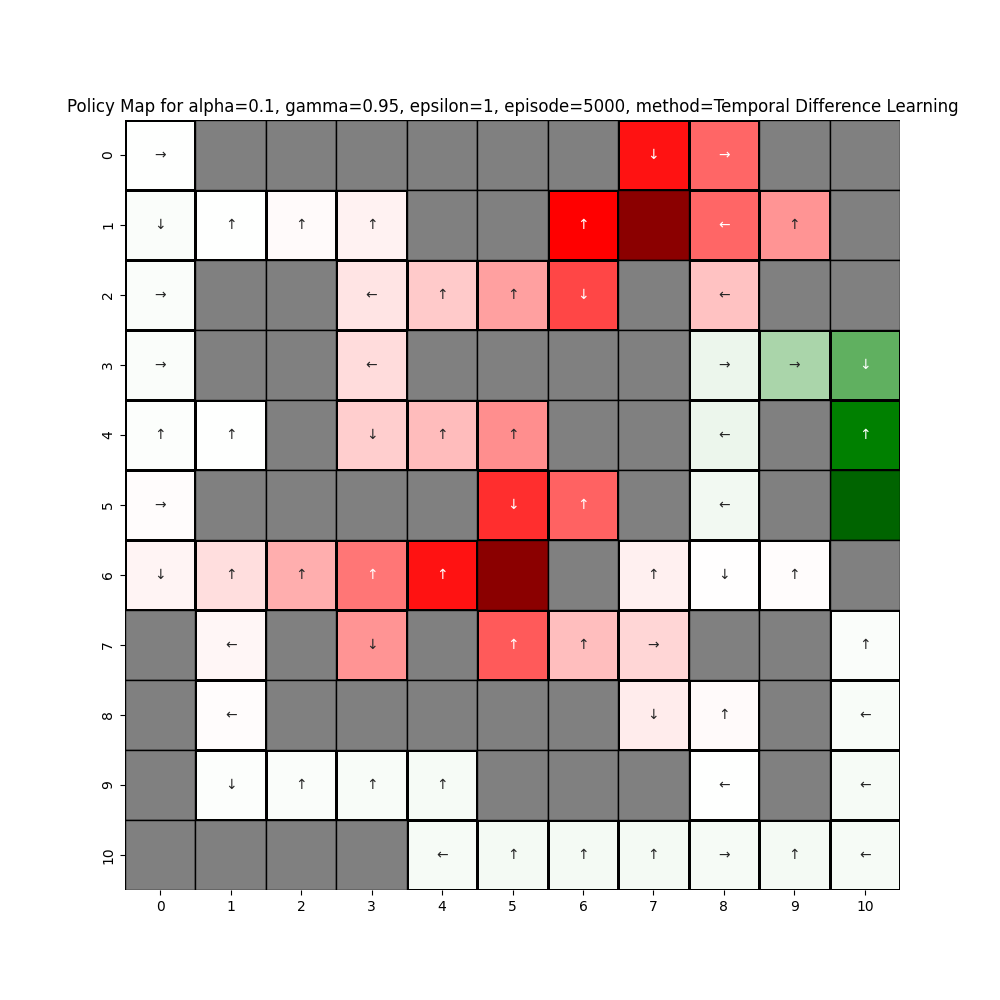 Policy Map for alpha=0.1, gamma=0.95, epsilon=1, episode=5000, method=Temporal Difference Learning
0 → ↓ →
1 ↓ ↑ ↑ ↑ ↑ ← ↑
2 → ← ↑ ↑ ↓ ←
3 → ← → → ↓
4 ↑ ↑ ↓ ↑ ↑ ← ↑
5 → ↓ ↑ ←
6 ↓ ↑ ↑ ↑ ↑ ↑ ↓ ↑
7 ← ↓ ↑ ↑ → ↑
8 ← ↓ ↑ ←
9 ↓ ↑ ↑ ↑ ← ←
10 ← ↑ ↑ ↑ → ↑ ←
0 1 2 3 4 5 6 7 8 9 10